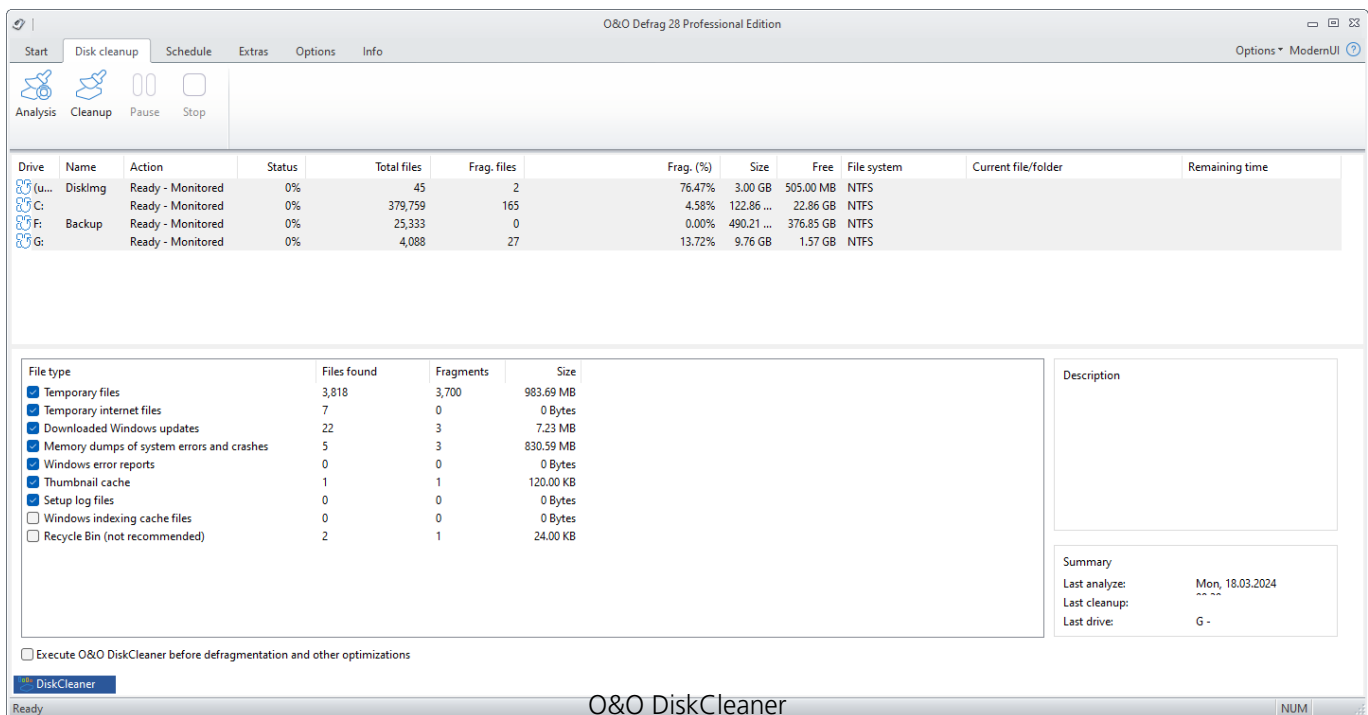 O&O Defrag 28 Professional Edition
Start Disk cleanup Schedule Extras Options Info Options ModernUI ?
Analysis Cleanup Pause Stop
Drive Name Action Status Total files Frag. files Frag. (%) Size Free File system Current file/folder Remaining time
(u... DiskImg Ready - Monitored 0% 45 2 76.47% 3.00 GB 505.00 MB NTFS
C: Ready - Monitored 0% 379,759 165 4.58% 122.86 ... 22.86 GB NTFS
F: Backup Ready - Monitored 0% 25,333 0 0.00% 490.21 ... 376.85 GB NTFS
G: Ready - Monitored 0% 4,088 27 13.72% 9.76 GB 1.57 GB NTFS
File type Files found Fragments Size
Temporary files 3,818 3,700 983.69 MB
Temporary internet files 7 0 0 Bytes
Downloaded Windows updates 22 3 7.23 MB
Memory dumps of system errors and crashes 5 3 830.59 MB
Windows error reports 0 0 0 Bytes
Thumbnail cache 1 1 120.00 KB
Setup log files 0 0 0 Bytes
Windows indexing cache files 0 0 0 Bytes
Recycle Bin (not recommended) 2 1 24.00 KB
Description
Summary
Last analyze: Mon, 18.03.2024
Last cleanup:
Last drive: G -
Execute O&O DiskCleaner before defragmentation and other optimizations
DiskCleaner
O&O DiskCleaner
Ready NUM